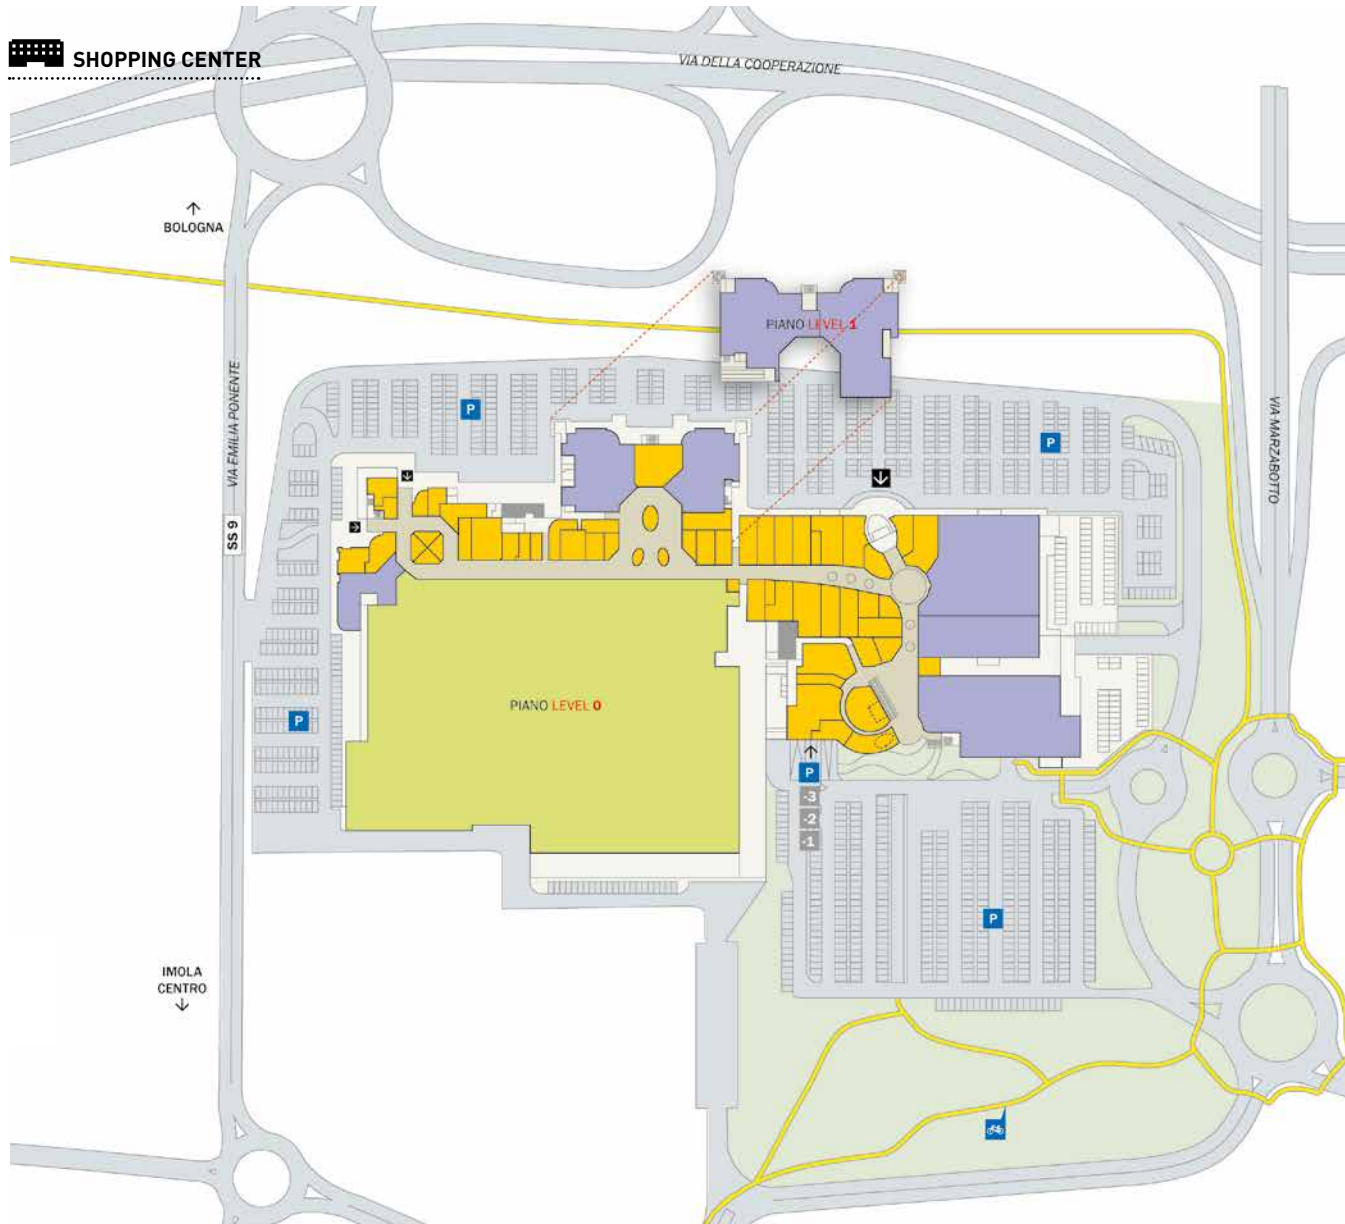 SHOPPING CENTER
VIA DELLA COOPERAZIONE
BOLOGNA
PIANO LEVEL 1
VIA EMILIA PONENTE
SS 9
P
P
VIA MARZABOTTO
PIANO LEVEL 0
P
P
-3
-2
-1
P
IMOLA
CENTRO